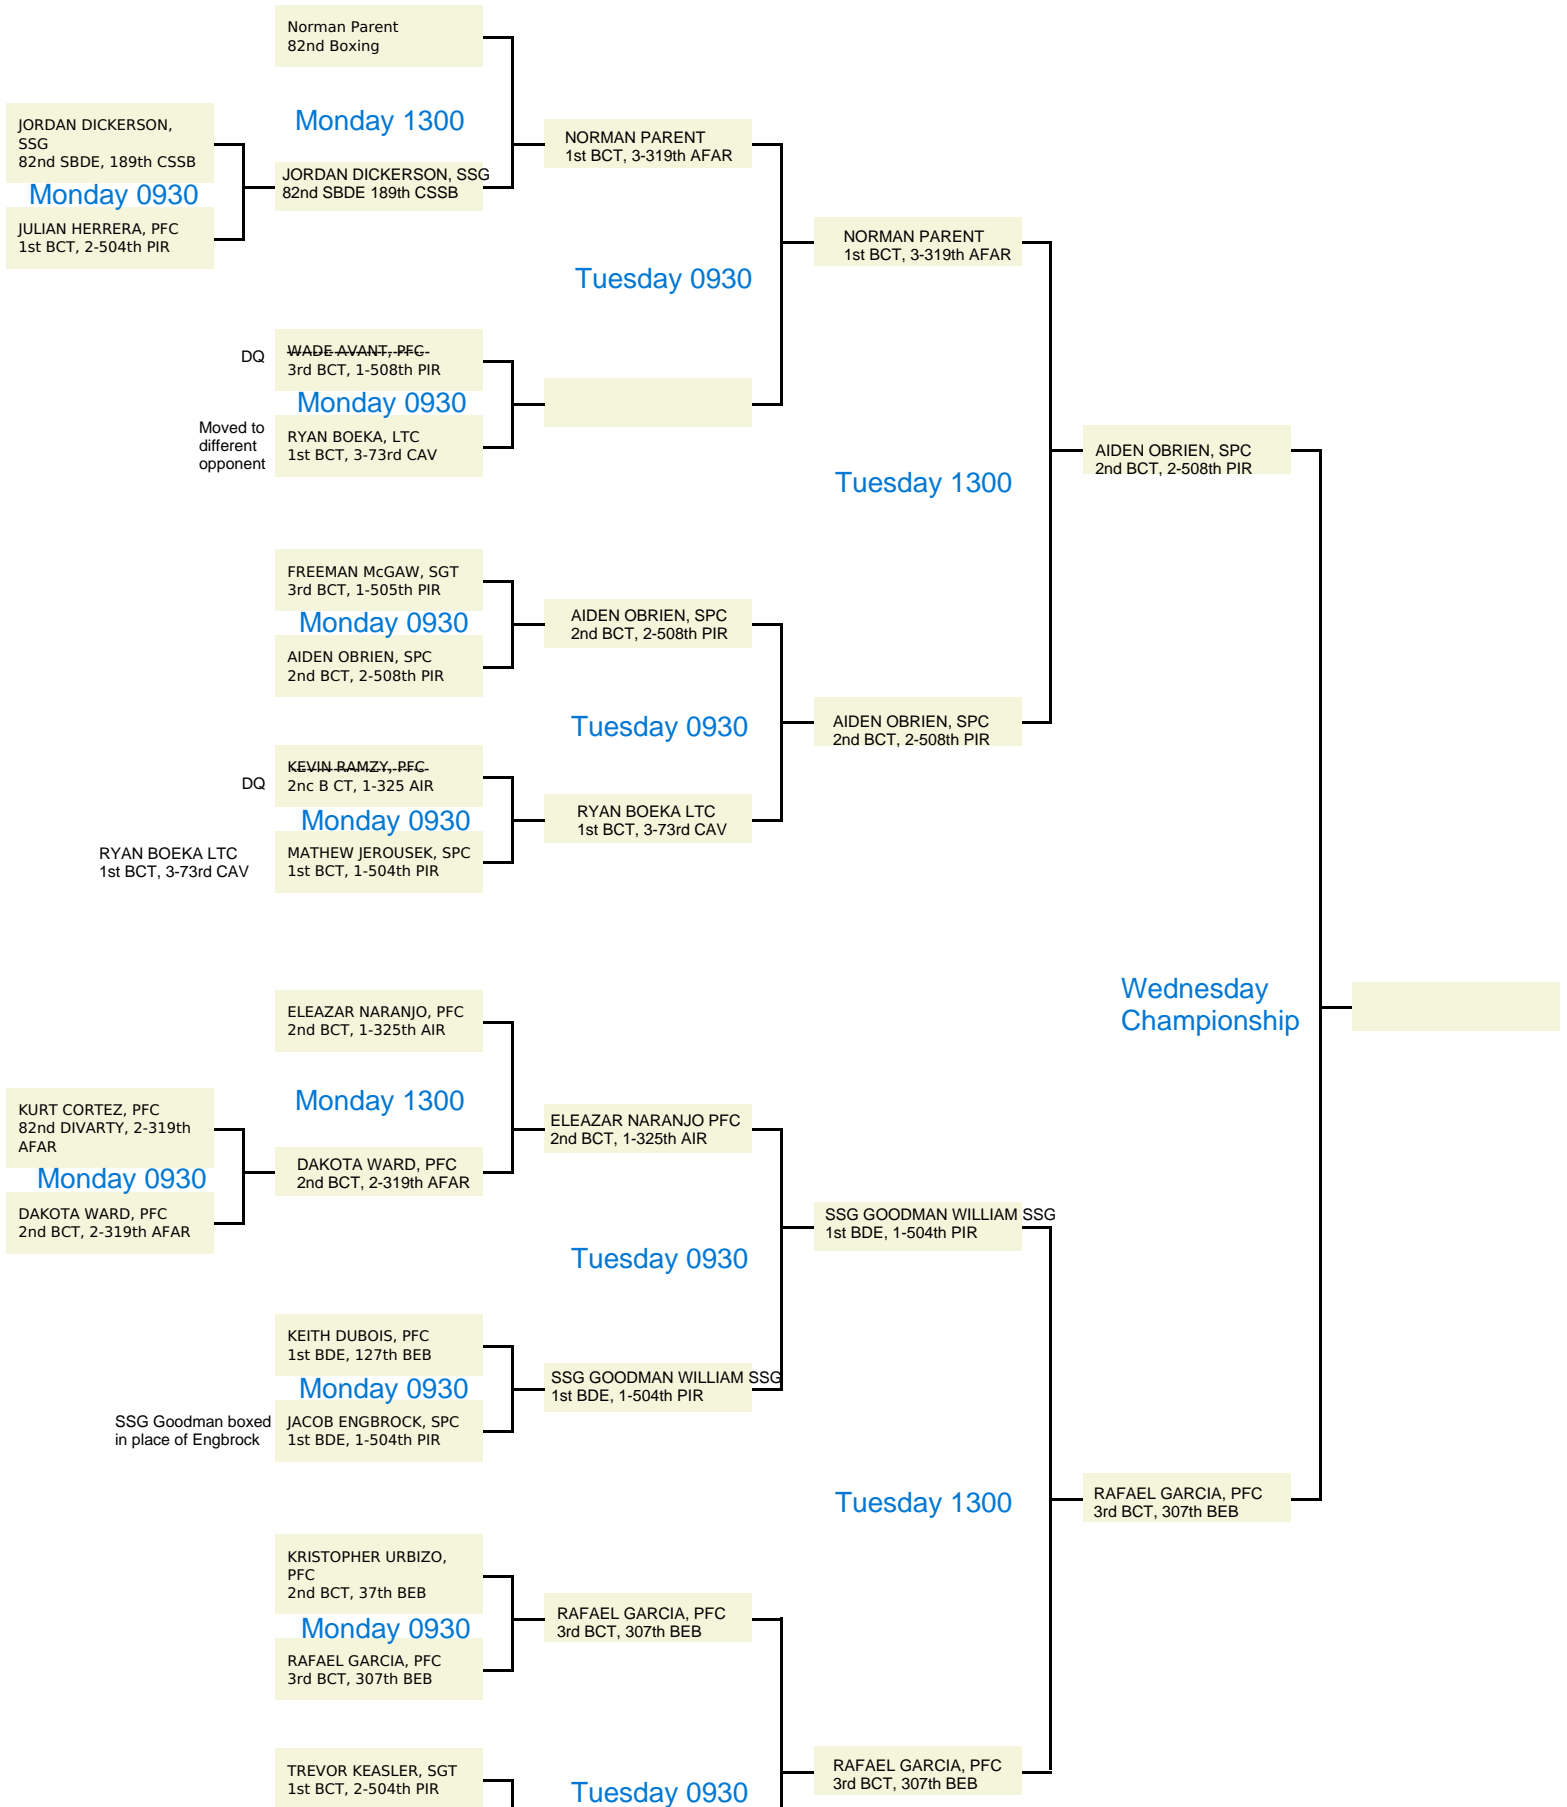 Norman Parent
82nd Boxing
Monday 1300
JORDAN DICKERSON,
SSG
82nd SBDE, 189th CSSB
Monday 0930
JULIAN HERRERA, PFC
1st BCT, 2-504th PIR
JORDAN DICKERSON, SSG
82nd SBDE 189th CSSB
NORMAN PARENT
1st BCT, 3-319th AFAR
Tuesday 0930
NORMAN PARENT
1st BCT, 3-319th AFAR
DQ
WADE AVANT, PFC
3rd BCT, 1-508th PIR
Monday 0930
Moved to
different
opponent
RYAN BOEKA, LTC
1st BCT, 3-73rd CAV
Tuesday 1300
AIDEN OBRIEN, SPC
2nd BCT, 2-508th PIR
FREEMAN McGAW, SGT
3rd BCT, 1-505th PIR
Monday 0930
AIDEN OBRIEN, SPC
2nd BCT, 2-508th PIR
AIDEN OBRIEN, SPC
2nd BCT, 2-508th PIR
Tuesday 0930
AIDEN OBRIEN, SPC
2nd BCT, 2-508th PIR
DQ
KEVIN RAMZY, PFC
2nc B CT, 1-325 AIR
Monday 0930
RYAN BOEKA LTC
1st BCT, 3-73rd CAV
MATHEW JEROUSEK, SPC
1st BCT, 1-504th PIR
RYAN BOEKA LTC
1st BCT, 3-73rd CAV
Wednesday
Championship
ELEAZAR NARANJO, PFC
2nd BCT, 1-325th AIR
Monday 1300
KURT CORTEZ, PFC
82nd DIVARTY, 2-319th
AFAR
Monday 0930
DAKOTA WARD, PFC
2nd BCT, 2-319th AFAR
DAKOTA WARD, PFC
2nd BCT, 2-319th AFAR
ELEAZAR NARANJO PFC
2nd BCT, 1-325th AIR
Tuesday 0930
SSG GOODMAN WILLIAM SSG
1st BDE, 1-504th PIR
KEITH DUBOIS, PFC
1st BDE, 127th BEB
Monday 0930
SSG Goodman boxed
in place of Engbrock
JACOB ENGBROCK, SPC
1st BDE, 1-504th PIR
SSG GOODMAN WILLIAM SSG
1st BDE, 1-504th PIR
Tuesday 1300
RAFAEL GARCIA, PFC
3rd BCT, 307th BEB
KRISTOPHER URBIZO,
PFC
2nd BCT, 37th BEB
Monday 0930
RAFAEL GARCIA, PFC
3rd BCT, 307th BEB
RAFAEL GARCIA, PFC
3rd BCT, 307th BEB
TREVOR KEASLER, SGT
1st BCT, 2-504th PIR
Tuesday 0930
RAFAEL GARCIA, PFC
3rd BCT, 307th BEB